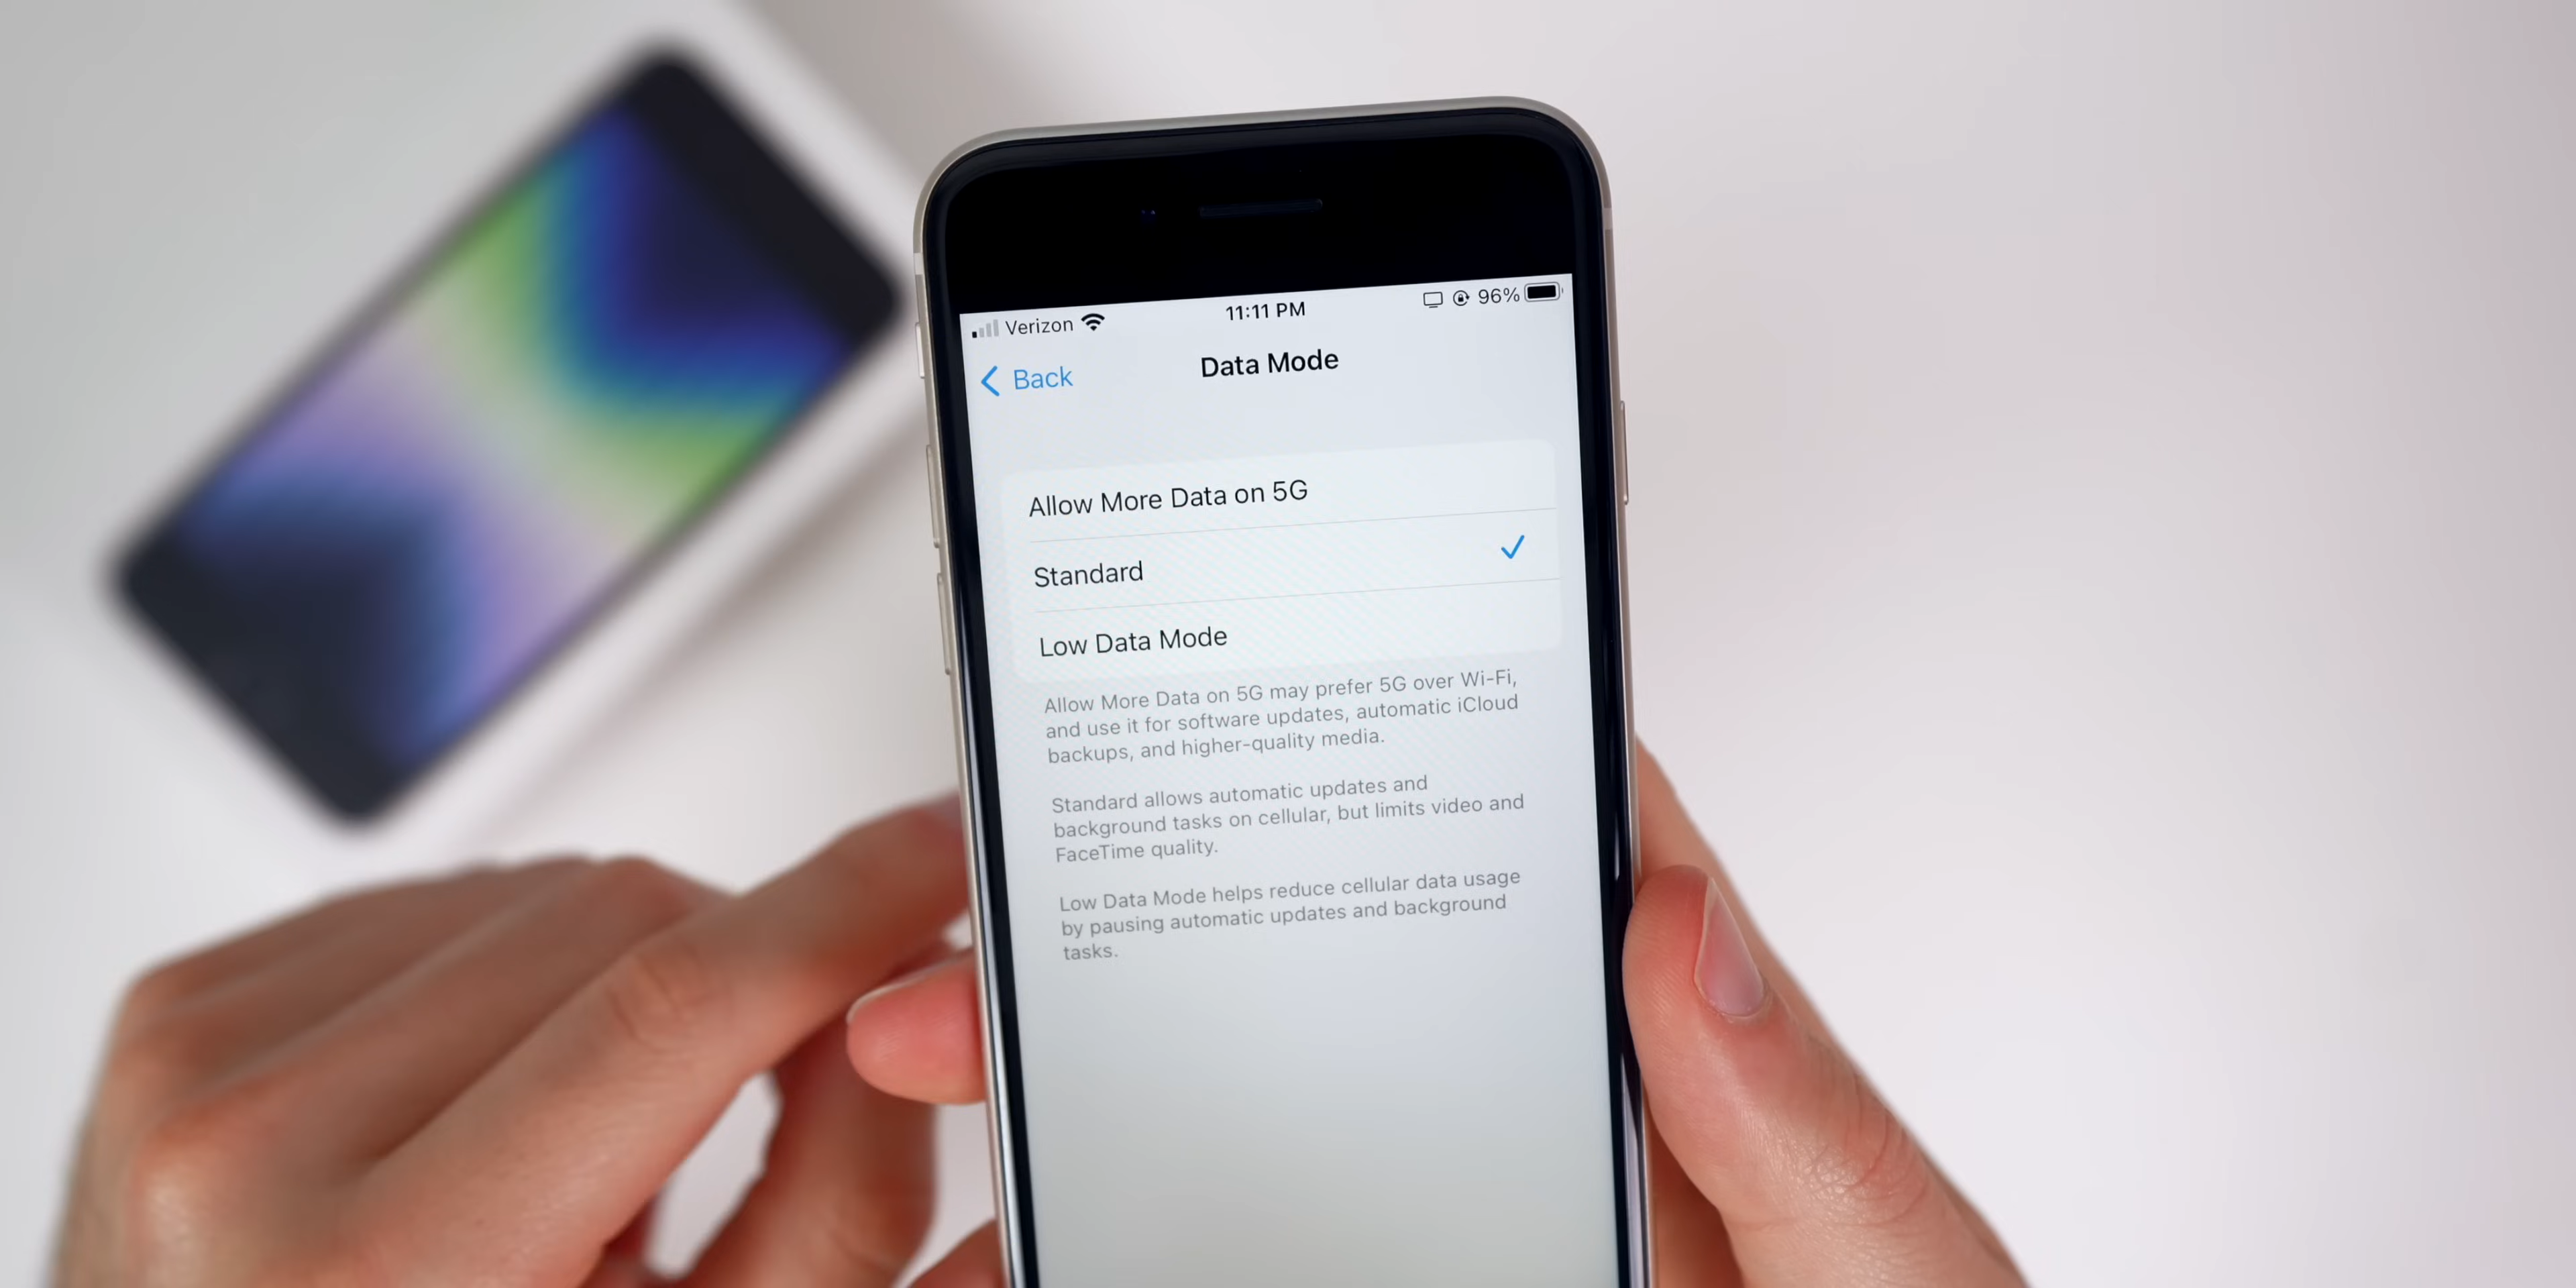 Verizon 11:11 PM 96%
Back Data Mode
Allow More Data on 5G
Standard
Low Data Mode
Allow More Data on 5G may prefer 5G over Wi-Fi,
and use it for software updates, automatic iCloud
backups, and higher-quality media.
Standard allows automatic updates and
background tasks on cellular, but limits video and
FaceTime quality.
Low Data Mode helps reduce cellular data usage
by pausing automatic updates and background
tasks.